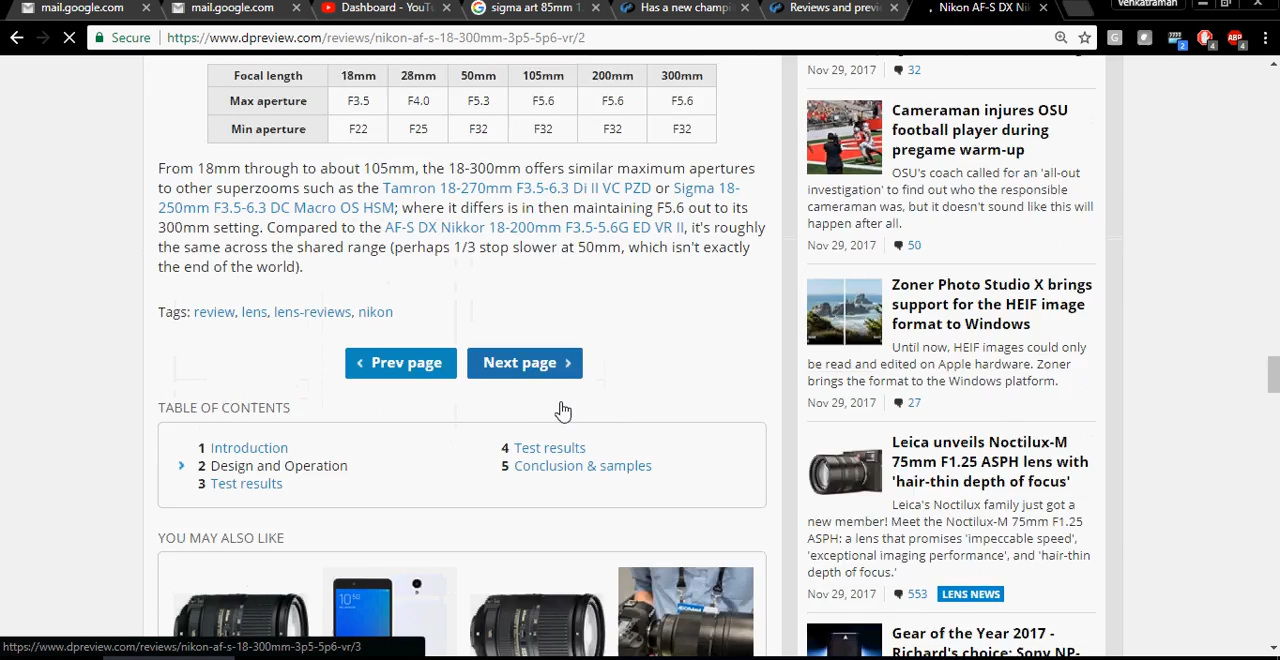 mail.google.com
mail.google.com
Dashboard - YouT
sigma art 85mm 1.
Has a new champi
Reviews and previ
Nikon AF-S DX Ni
Venkatraman
Secure https://www.dpreview.com/reviews/nikon-af-s-18-300mm-3p5-5p6-vr/2
2
4
ABP
4
Focal length 18mm 28mm 50mm 105mm 200mm 300mm
Max aperture F3.5 F4.0 F5.3 F5.6 F5.6 F5.6
Min aperture F22 F25 F32 F32 F32 F32
From 18mm through to about 105mm, the 18-300mm offers similar maximum apertures
to other superzooms such as the Tamron 18-270mm F3.5-6.3 Di II VC PZD or Sigma 18-
250mm F3.5-6.3 DC Macro OS HSM; where it differs is in then maintaining F5.6 out to its
300mm setting. Compared to the AF-S DX Nikkor 18-200mm F3.5-5.6G ED VR II, it's roughly
the same across the shared range (perhaps 1/3 stop slower at 50mm, which isn't exactly
the end of the world).
Tags: review, lens, lens-reviews, nikon
Prev page
Next page
TABLE OF CONTENTS
1 Introduction
2 Design and Operation
3 Test results
4 Test results
5 Conclusion & samples
YOU MAY ALSO LIKE
https://www.dpreview.com/reviews/nikon-af-s-18-300mm-3p5-5p6-vr/3
Nov 29, 2017 32
Cameraman injures OSU
football player during
pregame warm-up
OSU's coach called for an 'all-out
investigation' to find out who the responsible
cameraman was, but it doesn't sound like this will
happen after all.
Nov 29, 2017 50
Zoner Photo Studio X brings
support for the HEIF image
format to Windows
Until now, HEIF images could only
be read and edited on Apple hardware. Zoner
brings the format to the Windows platform.
Nov 29, 2017 27
Leica unveils Noctilux-M
75mm F1.25 ASPH lens with
'hair-thin depth of focus'
Leica's Noctilux family just got a
new member! Meet the Noctilux-M 75mm F1.25
ASPH: a lens that promises 'impeccable speed',
'exceptional imaging performance', and 'hair-thin
depth of focus.'
Nov 29, 2017 553 LENS NEWS
Gear of the Year 2017 -
Richard's choice: Sony NP-